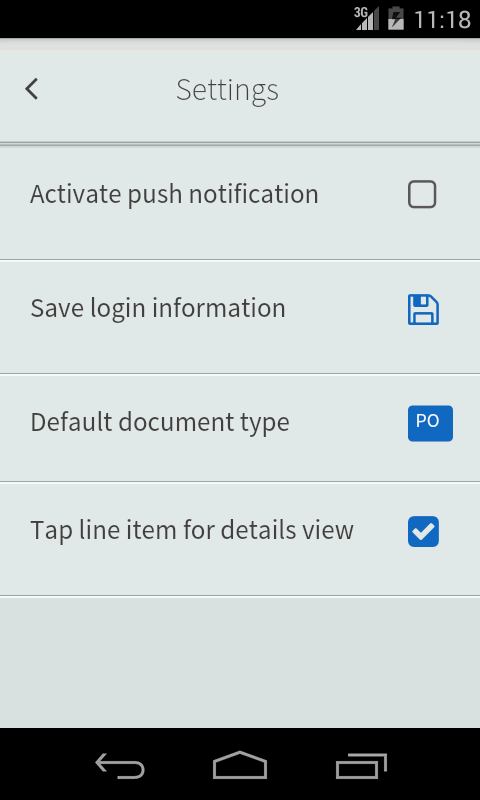 3G 11:18
Settings
Activate push notification
Save login information
Default document type PO
Tap line item for details view